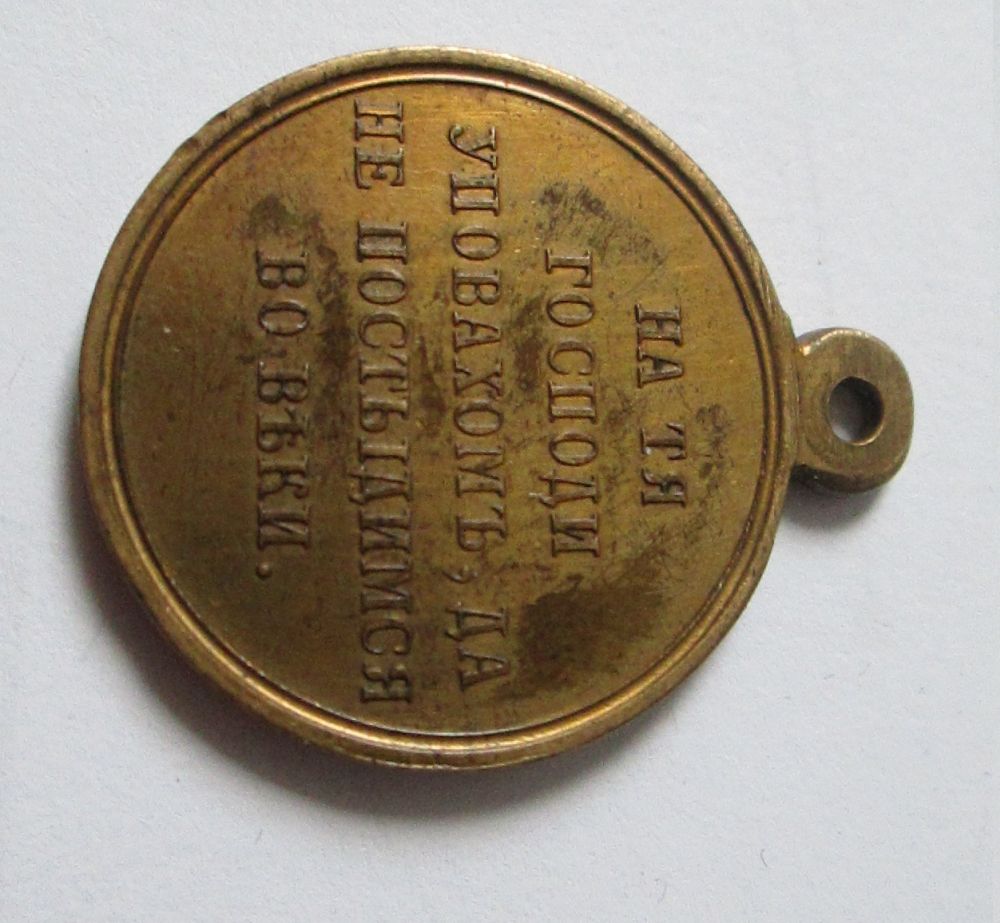 НА ТЯ
ГОСПОДИ
УПОВАХОМЪ, ДА
НЕ ПОСТЫДИМСЯ
ВО ВѢКИ.